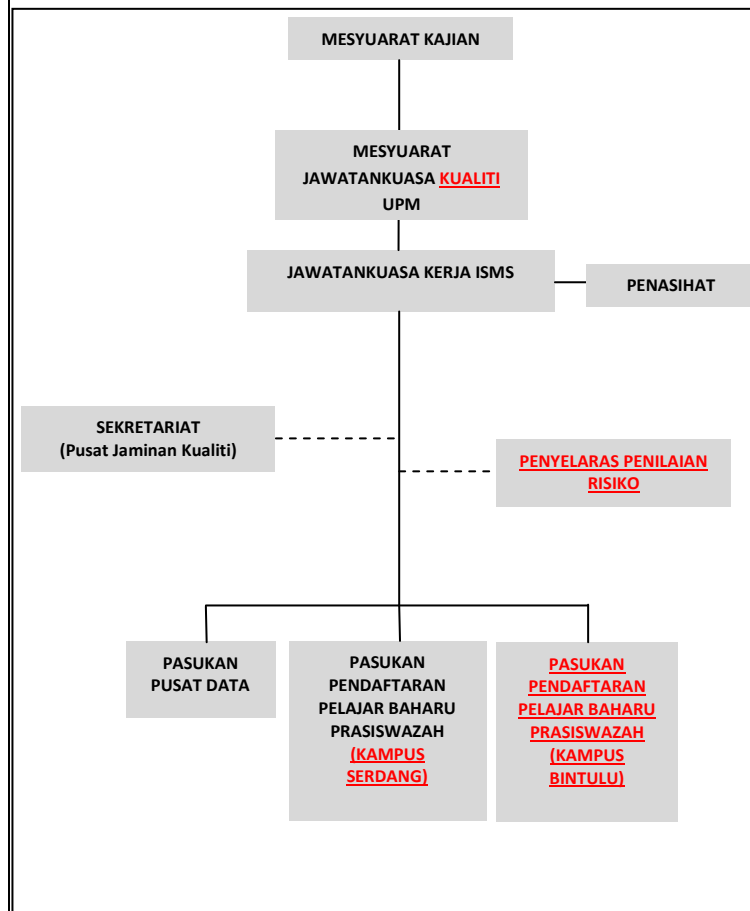 MESYUARAT KAJIAN
MESYUARAT
JAWATANKUASA KUALITI
UPM
JAWATANKUASA KERJA ISMS
PENASIHAT
SEKRETARIAT
(Pusat Jaminan Kualiti)
PENYELARAS PENILAIAN
RISIKO
PASUKAN
PUSAT DATA
PASUKAN
PENDAFTARAN
PELAJAR BAHARU
PRASISWAZAH
(KAMPUS
SERDANG)
PASUKAN
PENDAFTARAN
PELAJAR BAHARU
PRASISWAZAH
(KAMPUS
BINTULU)